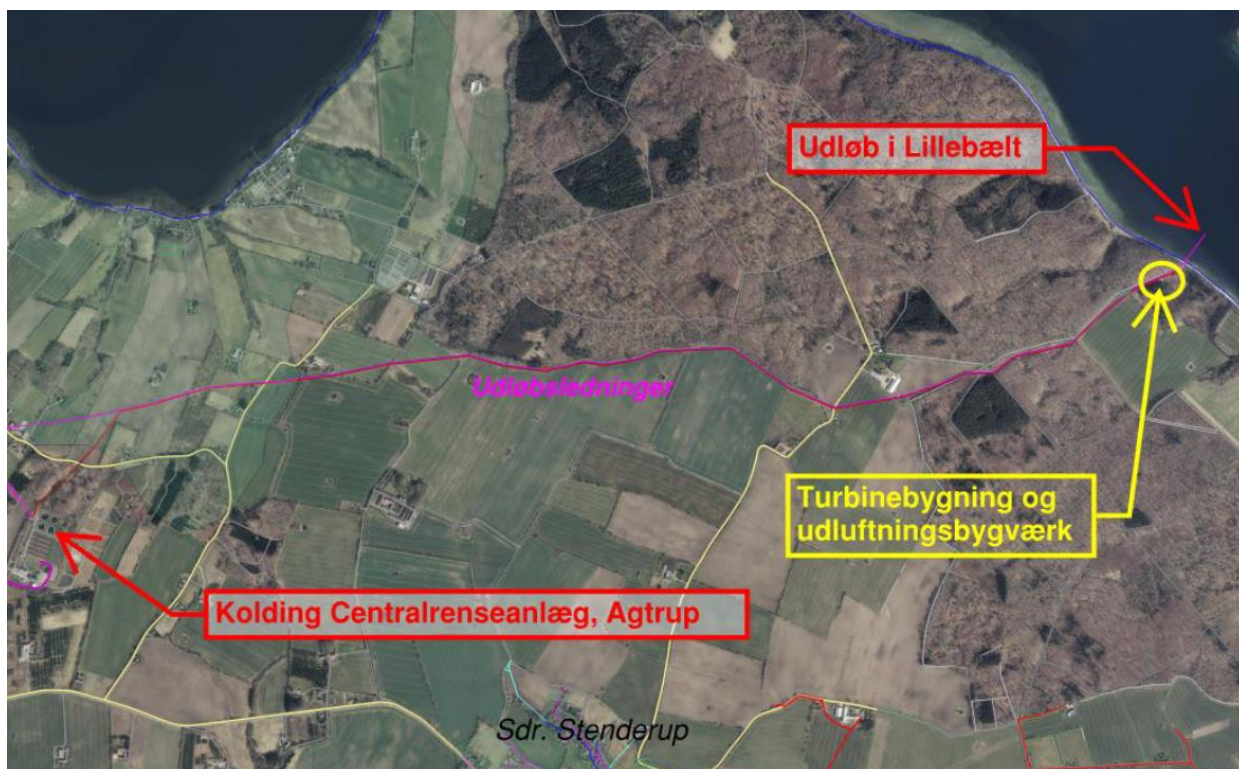 Udløb i Lillebælt
Udløbsledninger
Turbinebygning og
udluftningsbygværk
Kolding Centralrenseanlæg, Agtrup
Sdr. Stenderup